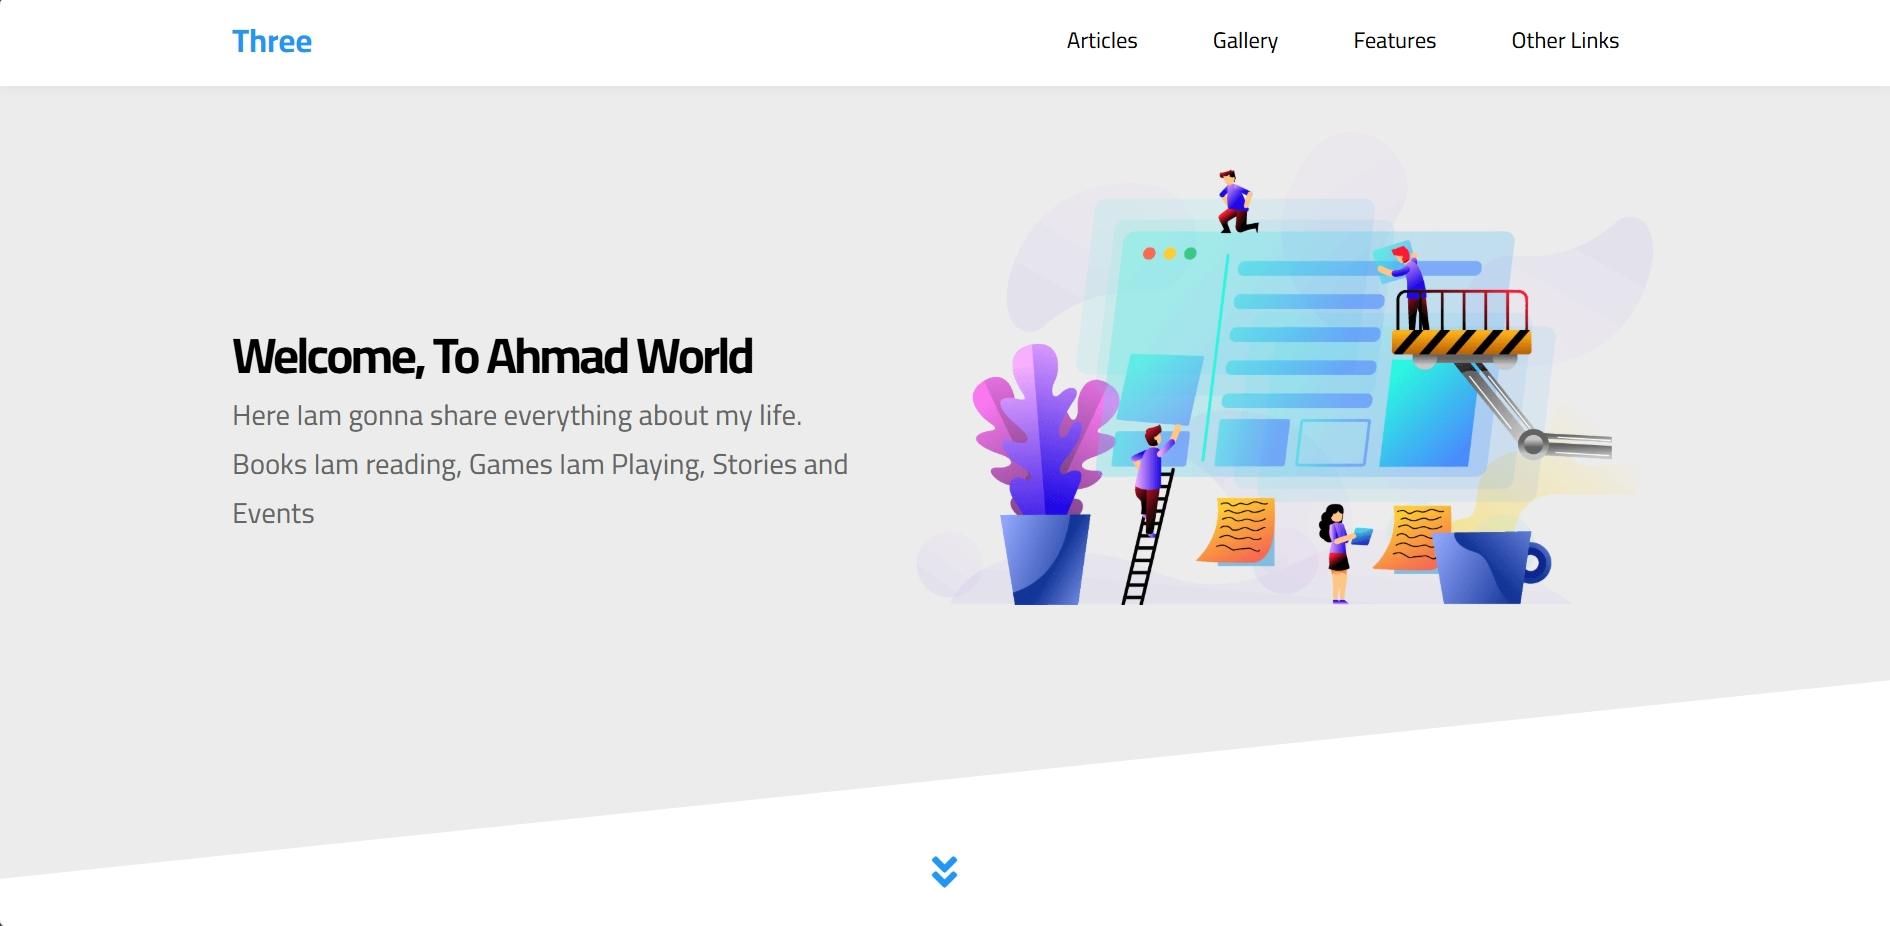 Three
Articles
Gallery
Features
Other Links
Welcome, To Ahmad World
Here Iam gonna share everything about my life.
Books Iam reading, Games Iam Playing, Stories and
Events